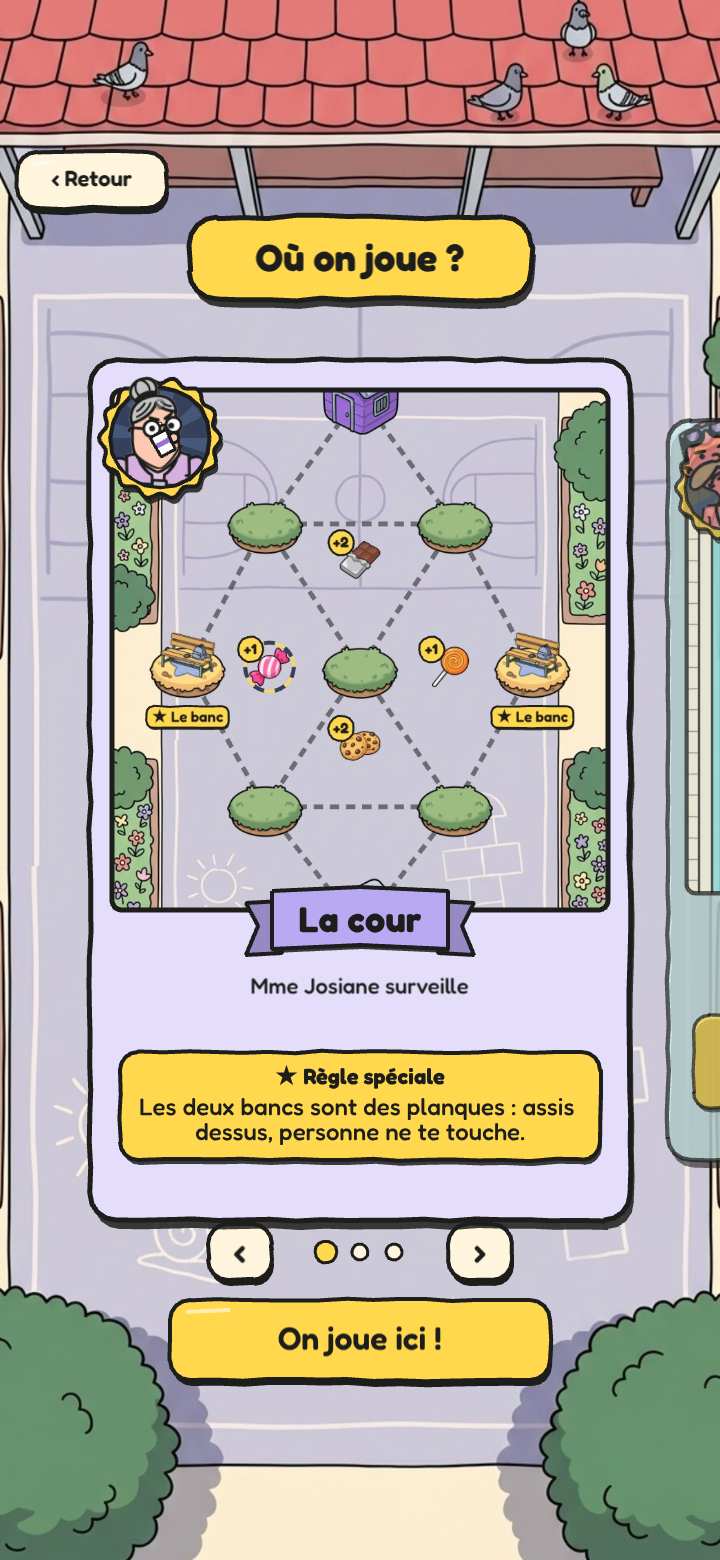 ‹ Retour
Où on joue ?
+2
+1
+1
★ Le banc
★ Le banc
+2
La cour
Mme Josiane surveille
★ Règle spéciale
Les deux bancs sont des planques : assis
dessus, personne ne te touche.
‹
›
On joue ici !